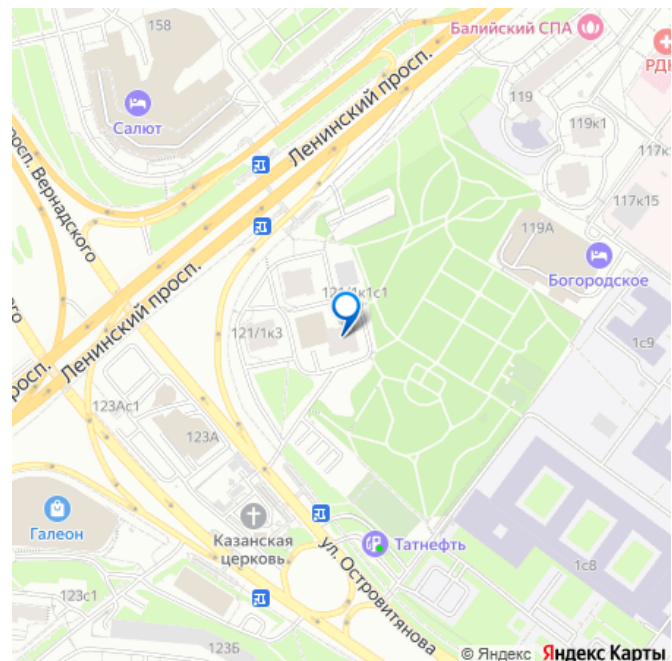 158
Балийский СПА
РДК
119
119к1
Салют
Ленинский просп.
117к
117к15
просп. Вернадского
119А
Богородское
121/1к1с1
121/1к3
1с9
Ленинский просп.
просп.
123Ас1
123А
Галеон
Казанская
церковь
Татнефть
ул. Островитянова
1с8
123с1
123Б
© Яндекс Яндекс Карты